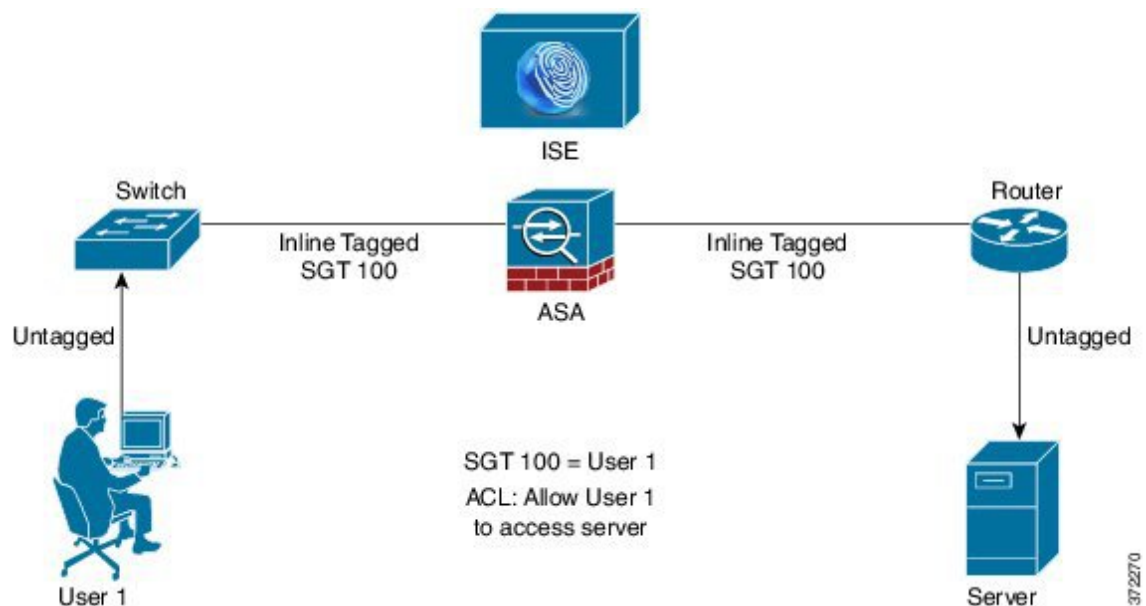 ISE
Switch
Router
Inline Tagged
SGT 100
Inline Tagged
SGT 100
ASA
Untagged
Untagged
SGT 100 = User 1
ACL: Allow User 1
to access server
User 1
Server
372270